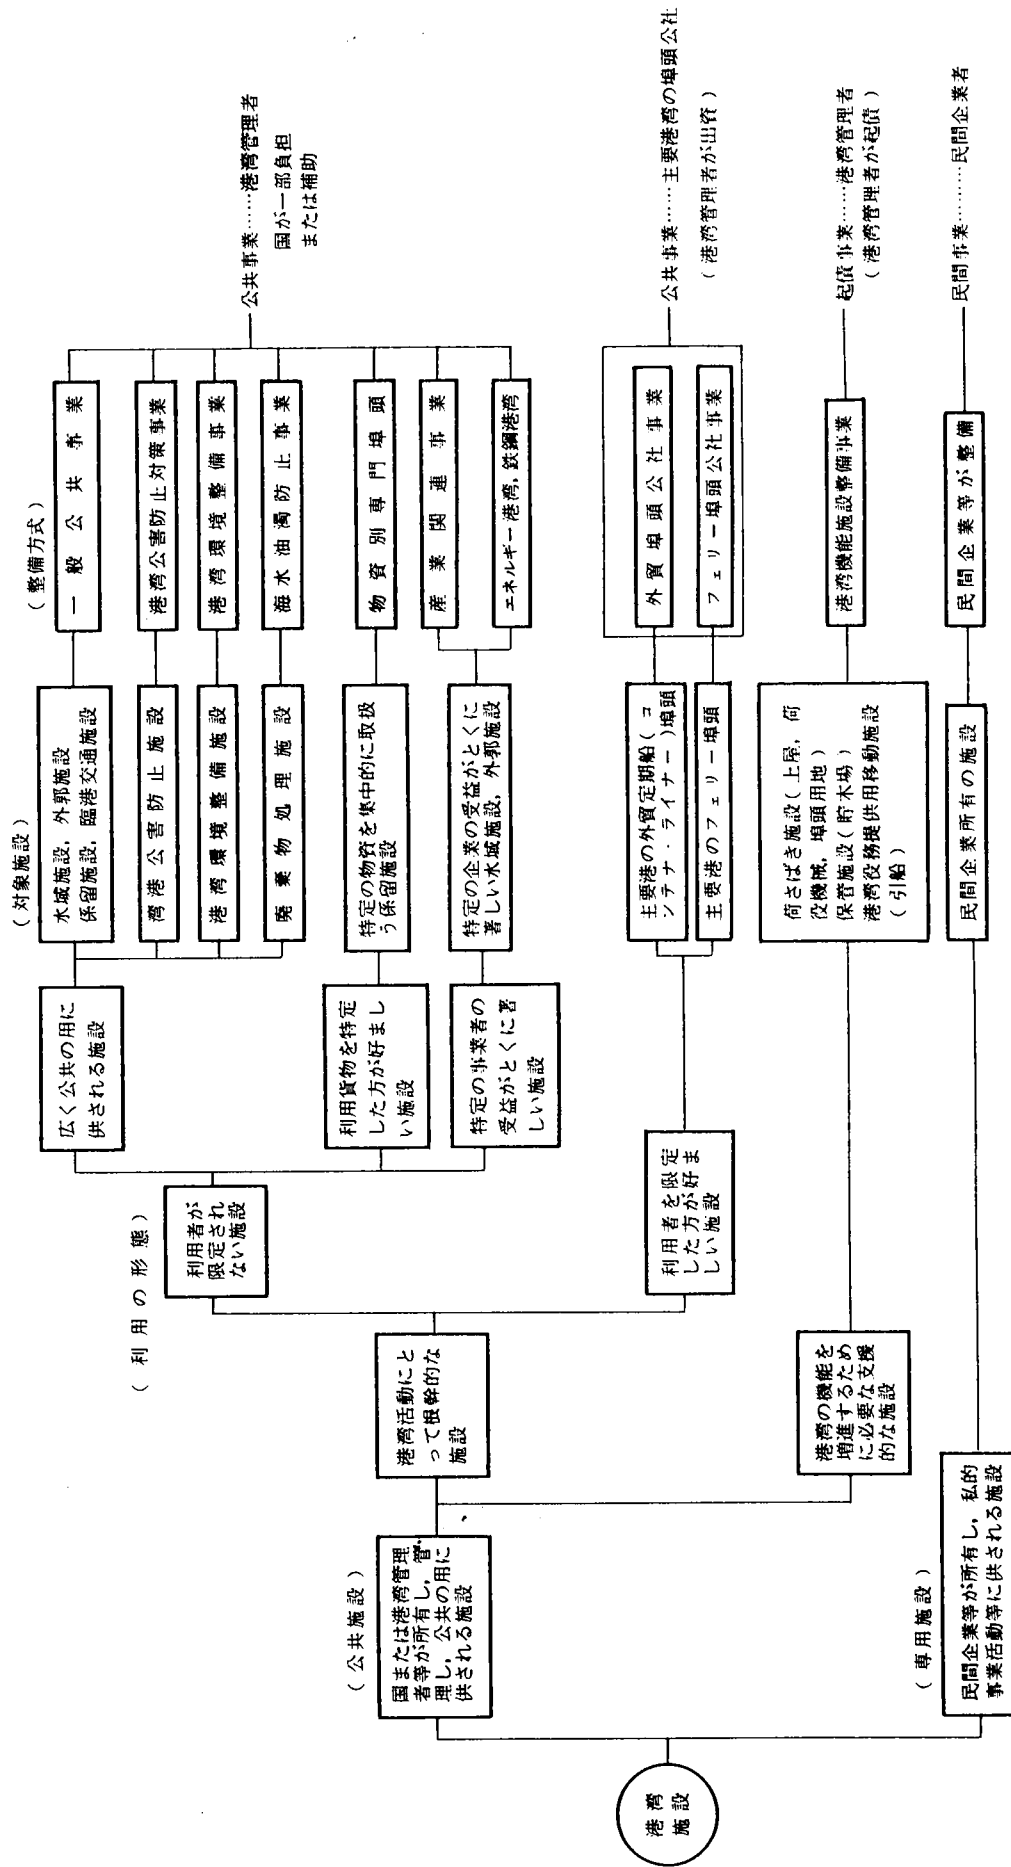 港湾
施設
(公共施設)
国または港湾管理
者等が所有し,管
理し,公共の用に
供される施設
(専用施設)
民間企業等が所有し,私的
事業活動等に供される施設
港湾活動にと
って根幹的な
施設
港湾の機能を
増進するため
に必要な支援
的な施設
(利用の形態)
利用者が
限定され
ない施設
利用者を限定
した方が好ま
しい施設
広く公共の用に
供される施設
利用貨物を特定
した方が好まし
い施設
特定の事業者の
受益がとくに著
しい施設
(対象施設)
水域施設,外郭施設
係留施設,臨港交通施設
湾港公害防止施設
港湾環境整備施設
廃棄物処理施設
特定の物資を集中的に取扱
う係留施設
特定の企業の受益がとくに
著しい水域施設,外郭施設
主要港の外貿定期船(コ
ンテナ・ライナー)埠頭
主要港のフェリー埠頭
荷さばき施設(上屋,荷
役機械,埠頭用地)
保管施設(貯木場)
港湾役務提供用移動施設
(引船)
民間企業所有の施設
(整備方式)
一般公共事業
港湾公害防止対策事業
港湾環境整備事業
海水油濁防止事業
物資別専門埠頭
産業関連事業
エネルギー港湾,鉄鋼港湾
外貿埠頭公社事業
フェリー埠頭公社事業
港湾機能施設整備事業
民間企業等が整備
公共事業……港湾管理者
国が一部負担
または補助
公共事業……主要港湾の埠頭公社
(港湾管理者が出資)
起債事業……港湾管理者
(港湾管理者が起債)
民間事業………民間企業者